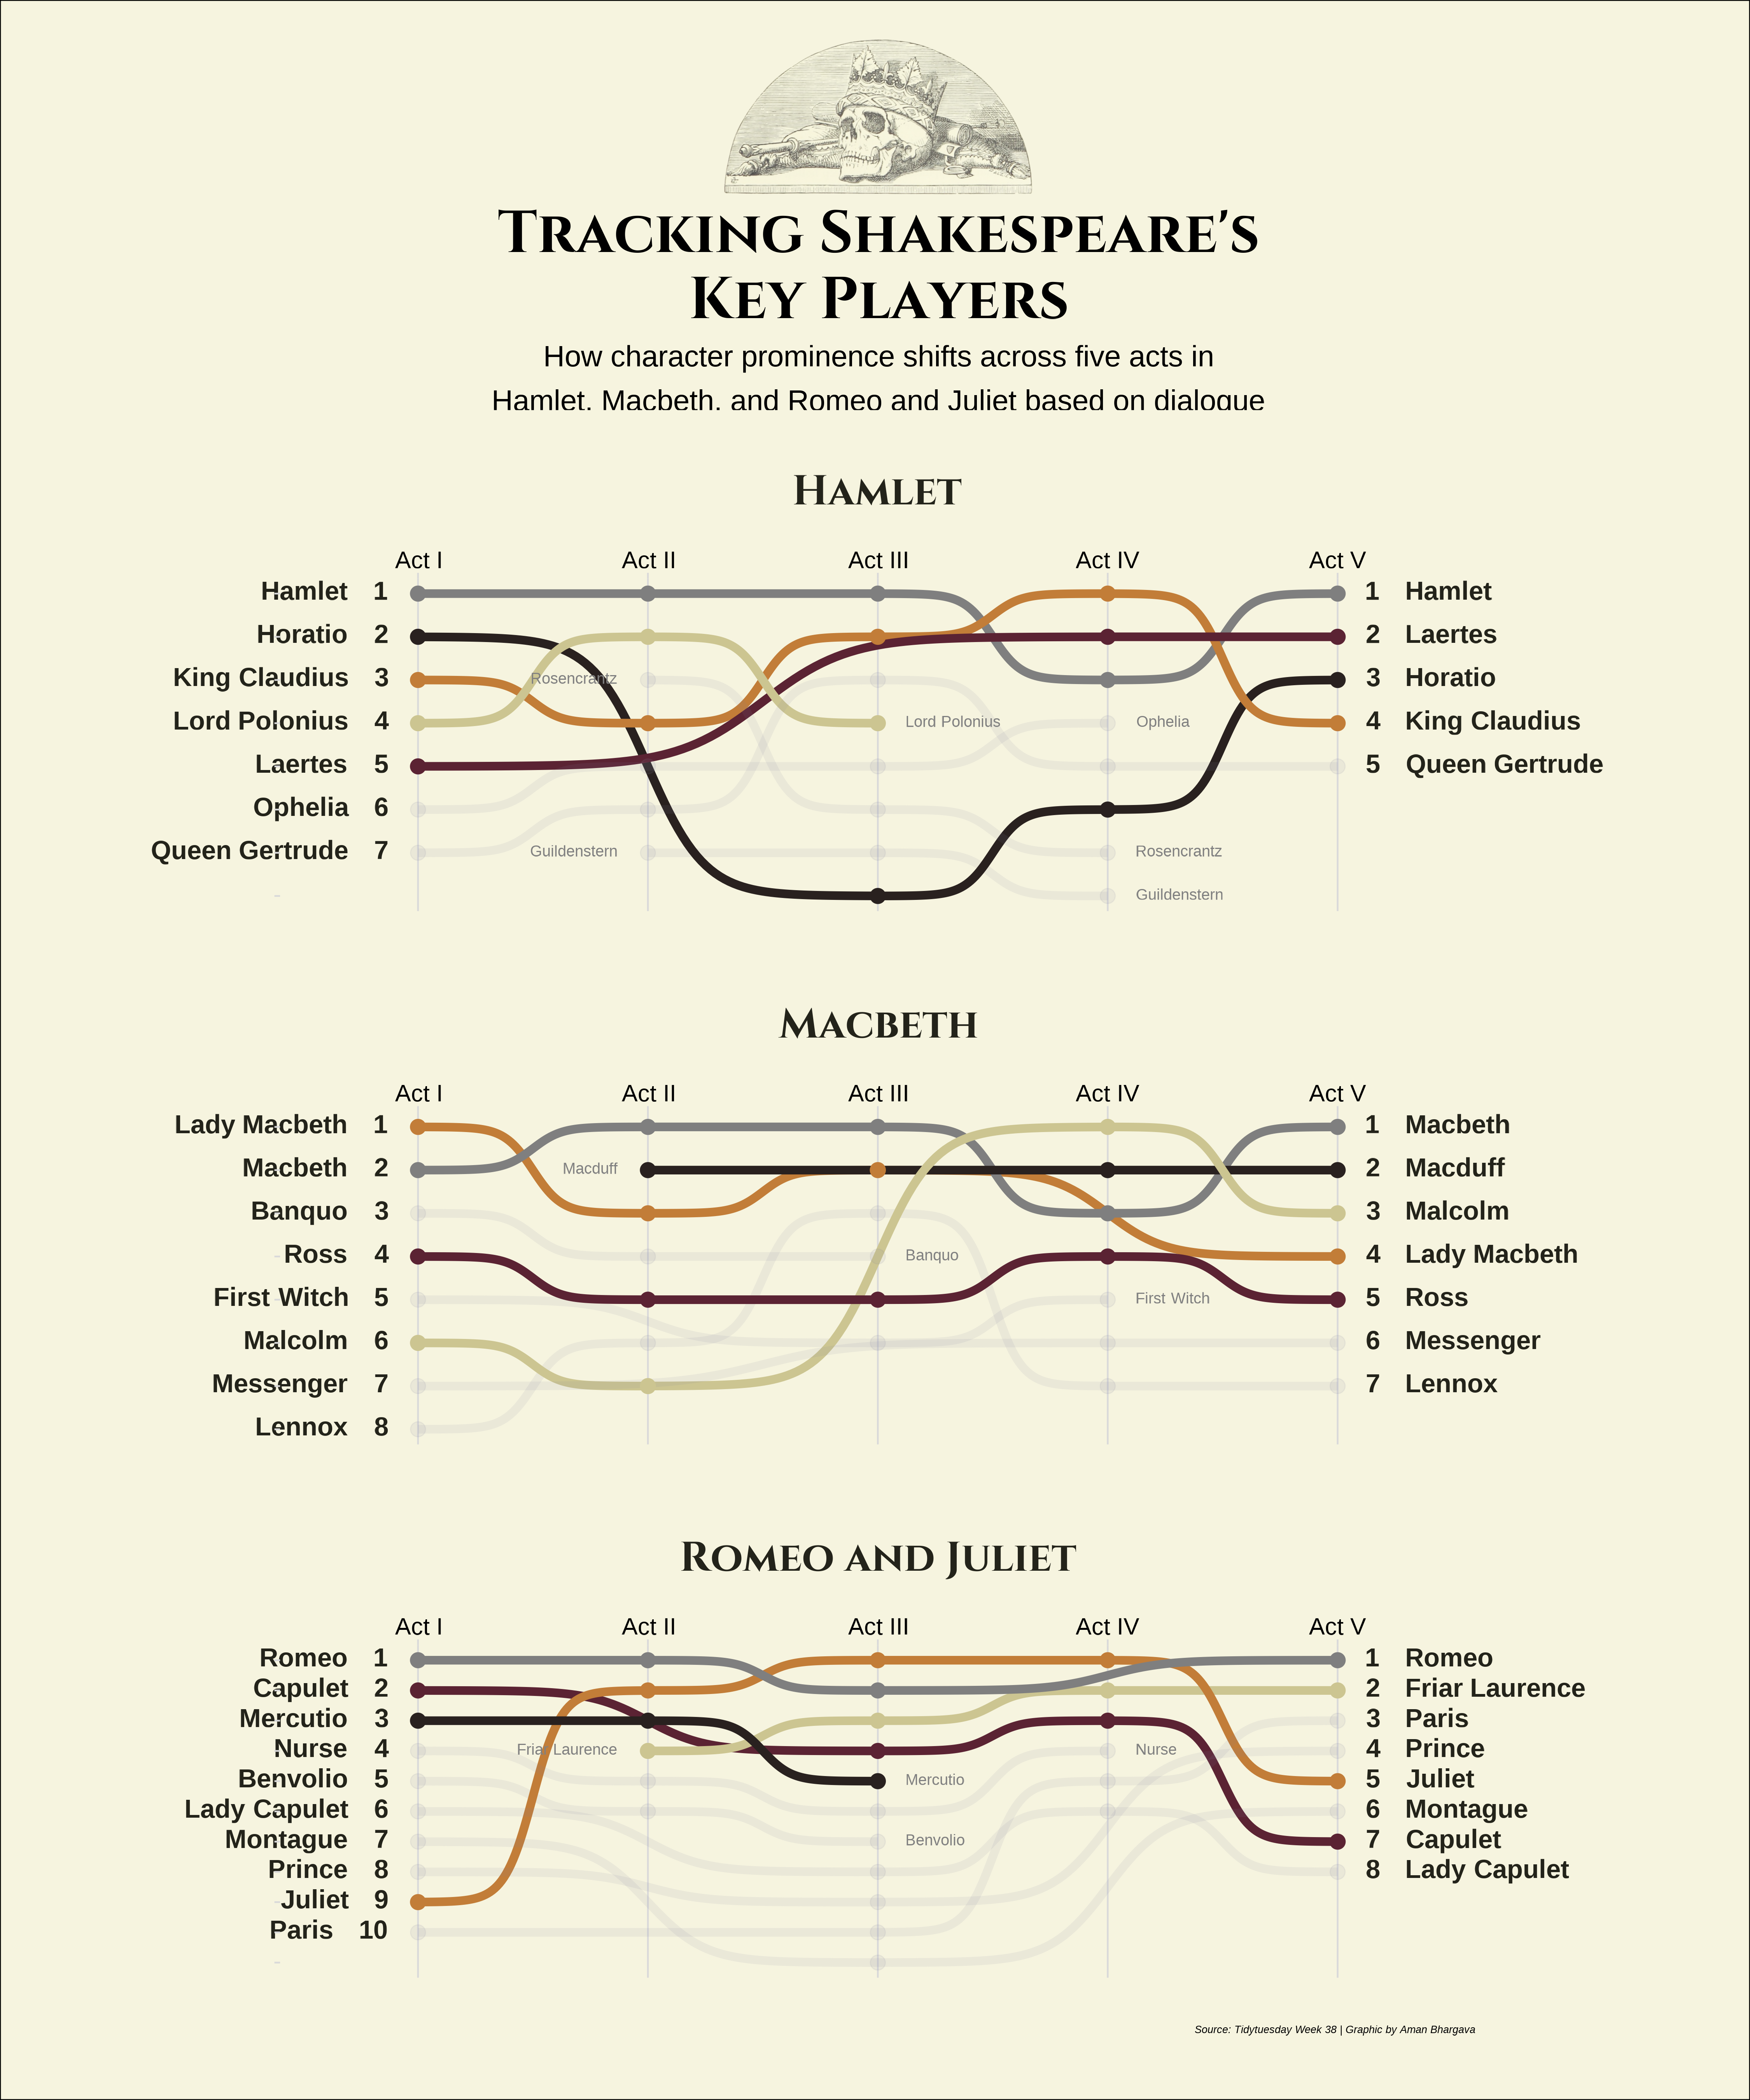 Tracking Shakespeare's
Key Players
How character prominence shifts across five acts in
Hamlet, Macbeth, and Romeo and Juliet based on dialogue
Hamlet
Act I Act II Act III Act IV Act V
Hamlet 1 1 Hamlet
Horatio 2 2 Laertes
King Claudius 3 Rosencrantz 3 Horatio
Lord Polonius 4 Lord Polonius Ophelia 4 King Claudius
Laertes 5 5 Queen Gertrude
Ophelia 6
Queen Gertrude 7 Guildenstern Rosencrantz
Guildenstern
Macbeth
Act I Act II Act III Act IV Act V
Lady Macbeth 1 1 Macbeth
Macbeth 2 Macduff 2 Macduff
Banquo 3 3 Malcolm
Ross 4 Banquo 4 Lady Macbeth
First Witch 5 First Witch 5 Ross
Malcolm 6 6 Messenger
Messenger 7 7 Lennox
Lennox 8
Romeo and Juliet
Act I Act II Act III Act IV Act V
Romeo 1 1 Romeo
Capulet 2 2 Friar Laurence
Mercutio 3 3 Paris
Nurse 4 Friar Laurence Nurse 4 Prince
Benvolio 5 Mercutio 5 Juliet
Lady Capulet 6 6 Montague
Montague 7 Benvolio 7 Capulet
Prince 8 8 Lady Capulet
Juliet 9
Paris 10
Source: Tidytuesday Week 38 | Graphic by Aman Bhargava